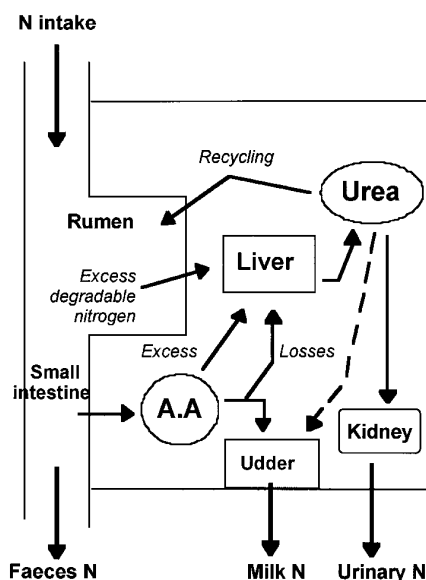 N intake
Recycling
Urea
Rumen
Liver
Excess
degradable
nitrogen
Excess
Losses
Small
intestine
A.A
Kidney
Udder
Faeces N
Milk N
Urinary N